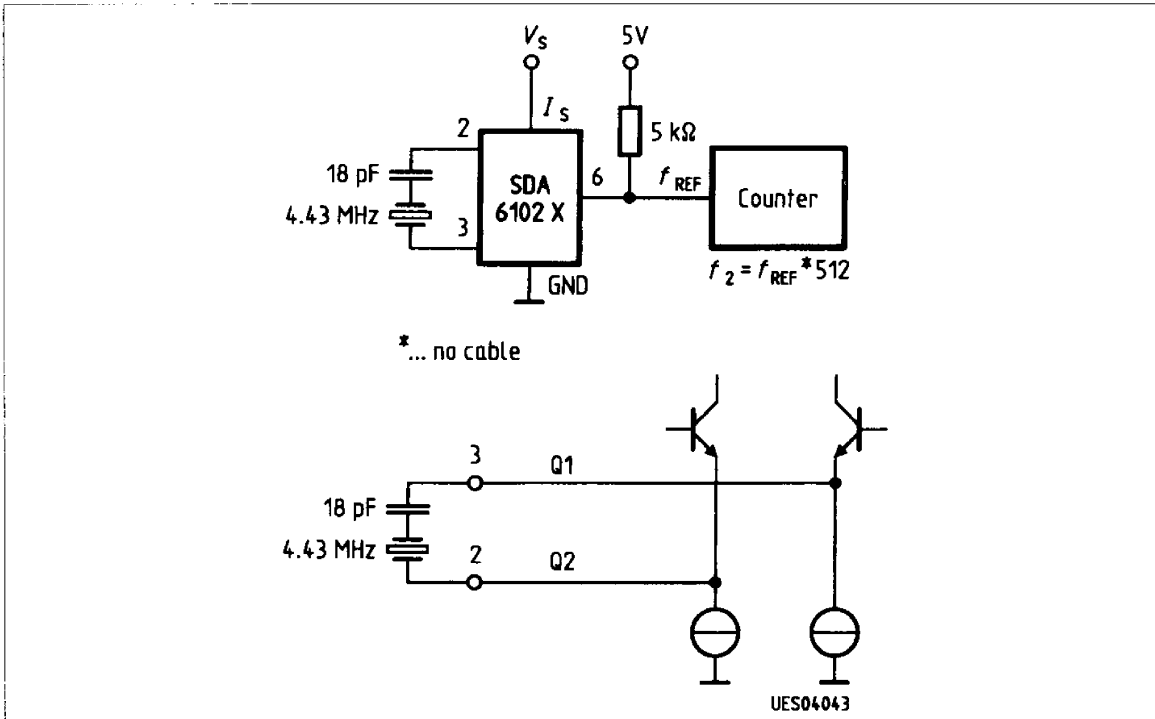 V_S
5V
I_S
2
5 kΩ
18 pF
SDA
6102 X
6
f_REF
Counter
4.43 MHz
3
GND
f_2 = f_REF * 512
*... no cable
3
Q1
18 pF
4.43 MHz
2
Q2
UES04043